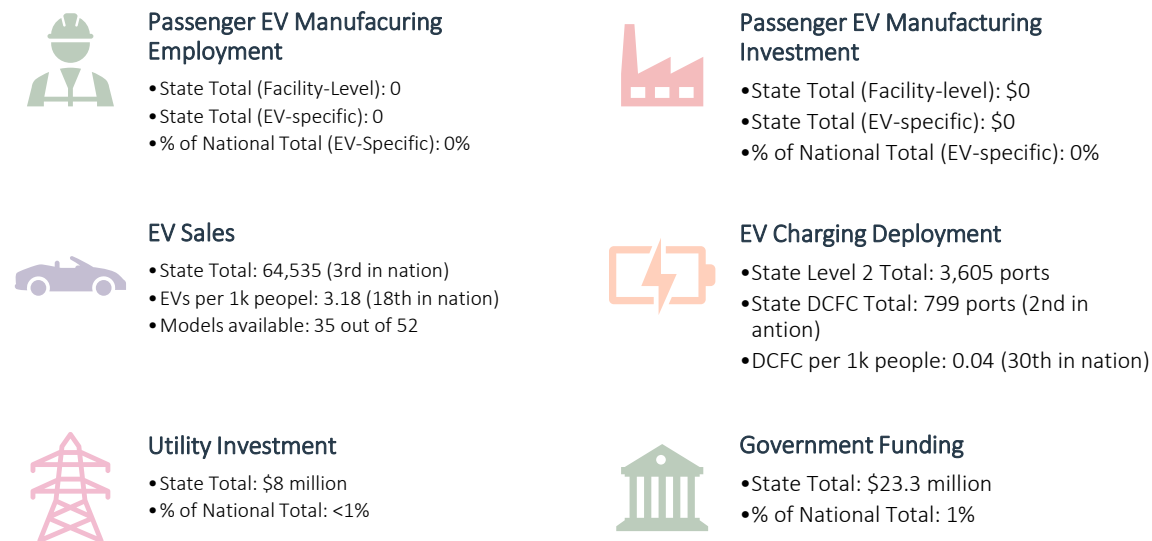 Passenger EV Manufacuring
Employment
•State Total (Facility-Level): 0
•State Total (EV-specific): 0
•% of National Total (EV-Specific): 0%
Passenger EV Manufacturing
Investment
•State Total (Facility-level): $0
•State Total (EV-specific): $0
•% of National Total (EV-specific): 0%
EV Sales
•State Total: 64,535 (3rd in nation)
•EVs per 1k peopel: 3.18 (18th in nation)
•Models available: 35 out of 52
EV Charging Deployment
•State Level 2 Total: 3,605 ports
•State DCFC Total: 799 ports (2nd in
antion)
•DCFC per 1k people: 0.04 (30th in nation)
Utility Investment
•State Total: $8 million
•% of National Total: <1%
Government Funding
•State Total: $23.3 million
•% of National Total: 1%